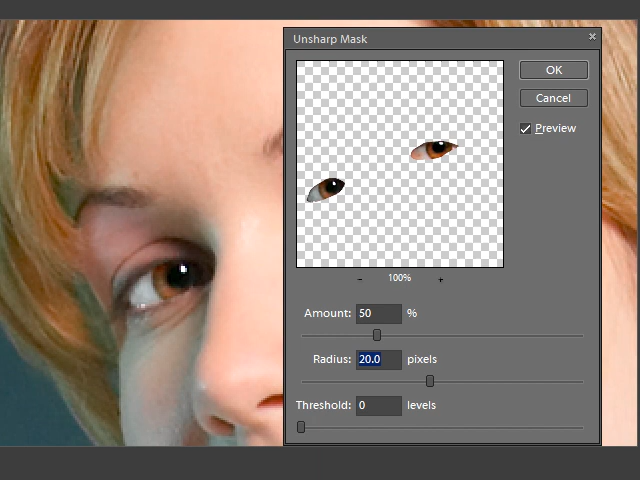 Unsharp Mask
OK
Cancel
Preview
100%
Amount: 50 %
Radius: 20.0 pixels
Threshold: 0 levels